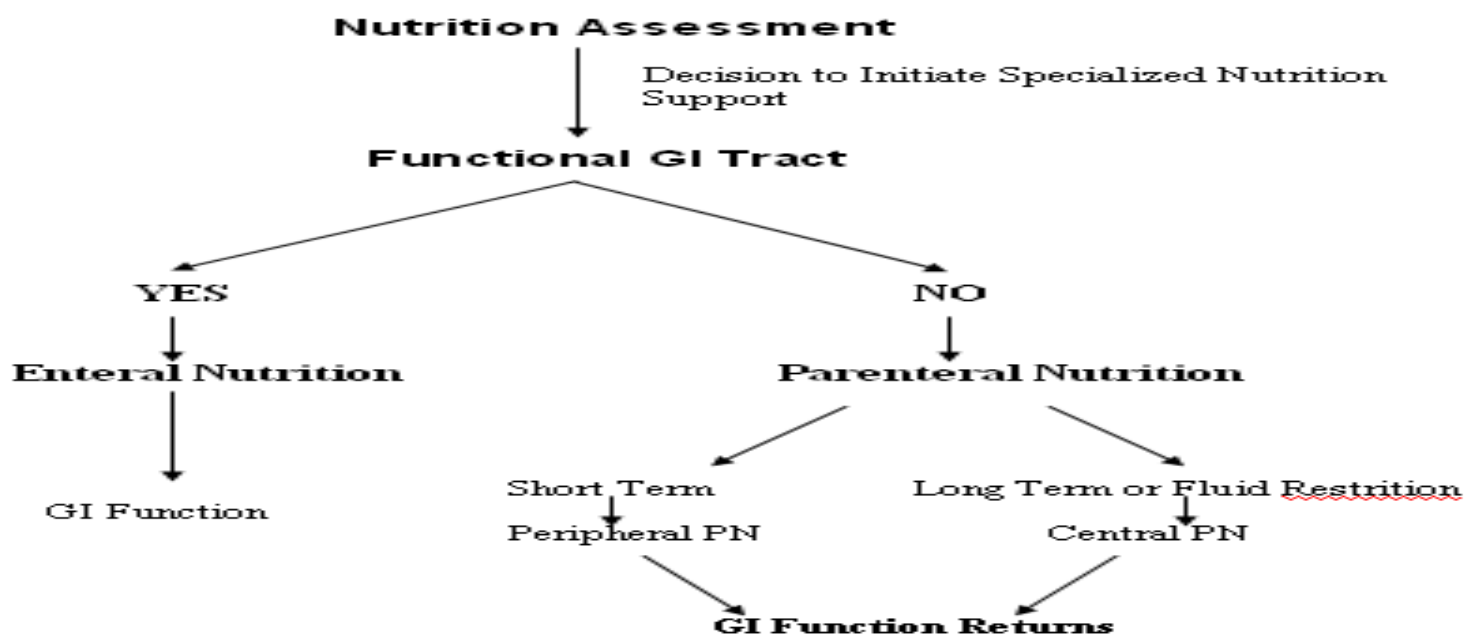 Nutrition Assessment
Decision to Initiate Specialized Nutrition
Support
Functional GI Tract
YES
NO
Enteral Nutrition
Parenteral Nutrition
Short Term
Long Term or Fluid Restrition
GI Function
Peripheral PN
Central PN
GI Function Returns